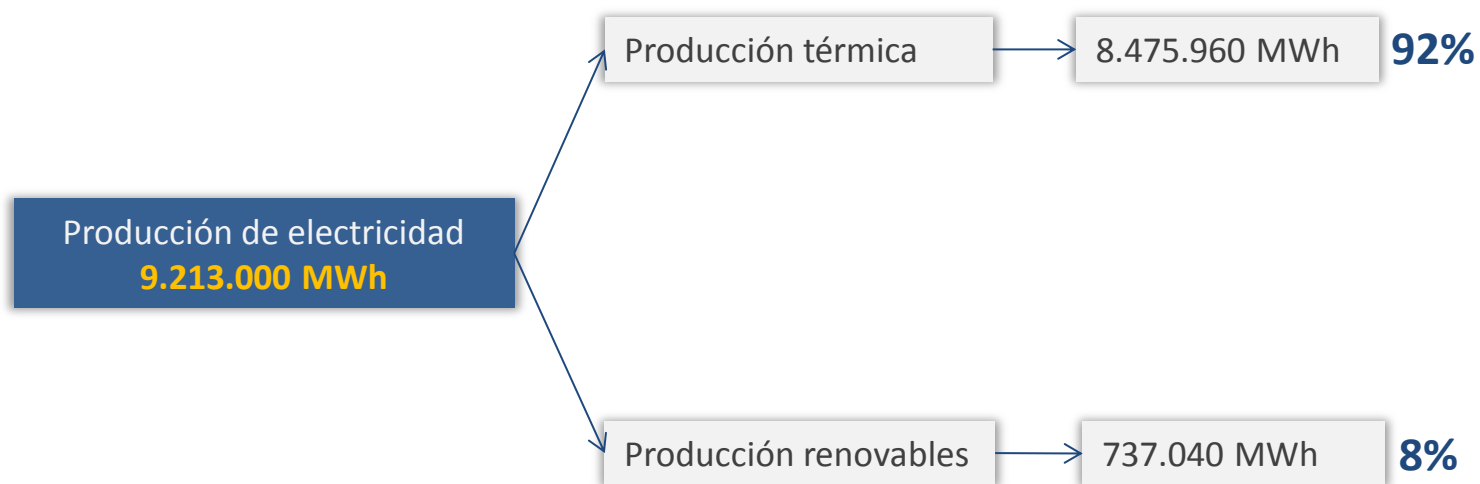 Producción térmica
8.475.960 MWh
92%
Producción de electricidad
9.213.000 MWh
Producción renovables
737.040 MWh
8%